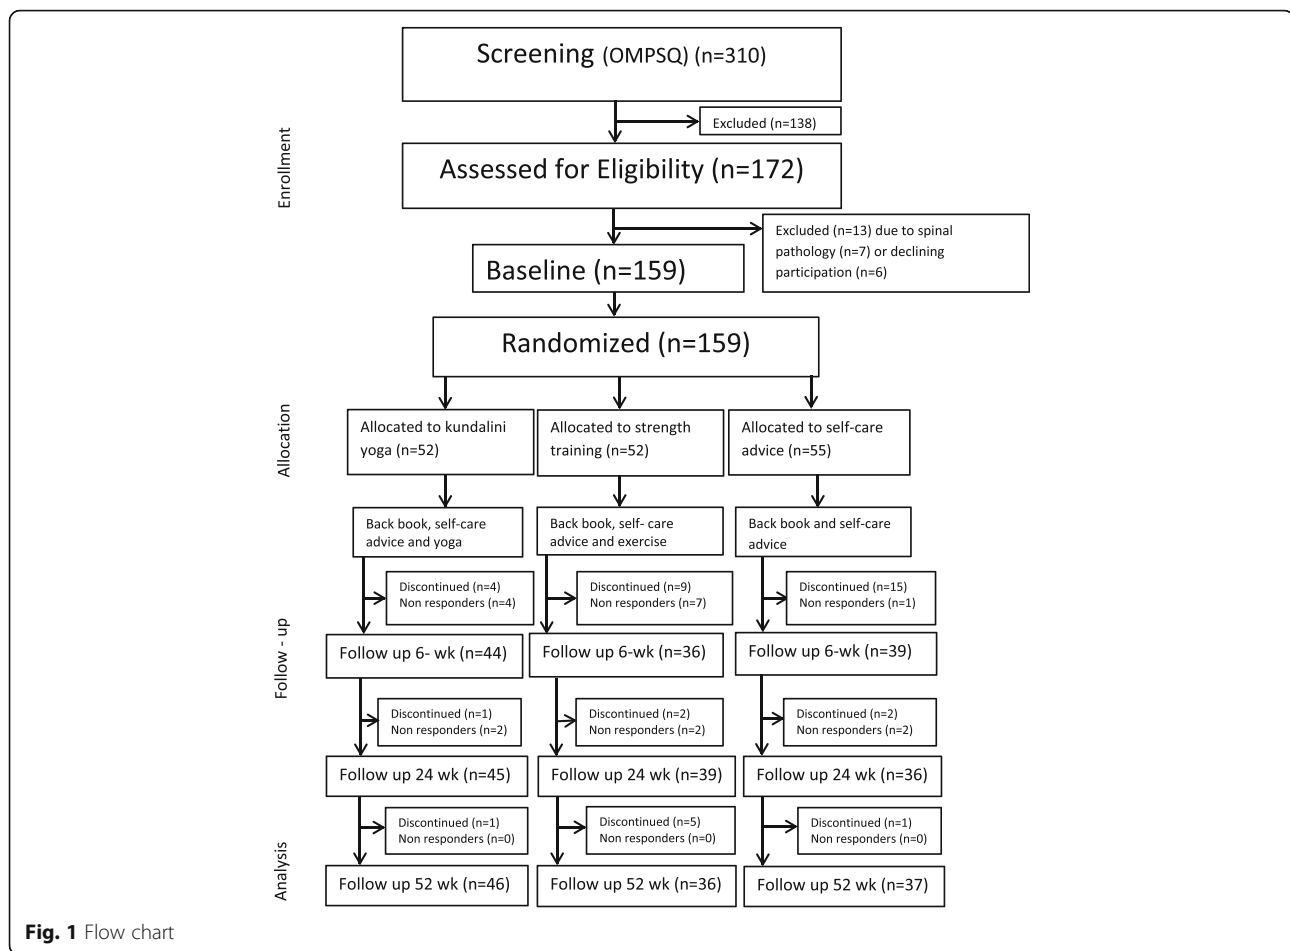 Screening (OMPSQ) (n=310)
Excluded (n=138)
Enrollment
Assessed for Eligibility (n=172)
Excluded (n=13) due to spinal
pathology (n=7) or declining
participation (n=6)
Baseline (n=159)
Randomized (n=159)
Allocation
Allocated to kundalini
yoga (n=52)
Allocated to strength
training (n=52)
Allocated to self-care
advice (n=55)
Back book, self-care
advice and yoga
Back book, self- care
advice and exercise
Back book and self-care
advice
Follow - up
Discontinued (n=4)
Non responders (n=4)
Discontinued (n=9)
Non responders (n=7)
Discontinued (n=15)
Non responders (n=1)
Follow up 6- wk (n=44)
Follow up 6-wk (n=36)
Follow up 6-wk (n=39)
Discontinued (n=1)
Non responders (n=2)
Discontinued (n=2)
Non responders (n=2)
Discontinued (n=2)
Non responders (n=2)
Follow up 24 wk (n=45)
Follow up 24 wk (n=39)
Follow up 24 wk (n=36)
Analysis
Discontinued (n=1)
Non responders (n=0)
Discontinued (n=5)
Non responders (n=0)
Discontinued (n=1)
Non responders (n=0)
Follow up 52 wk (n=46)
Follow up 52 wk (n=36)
Follow up 52 wk (n=37)
Fig. 1 Flow chart